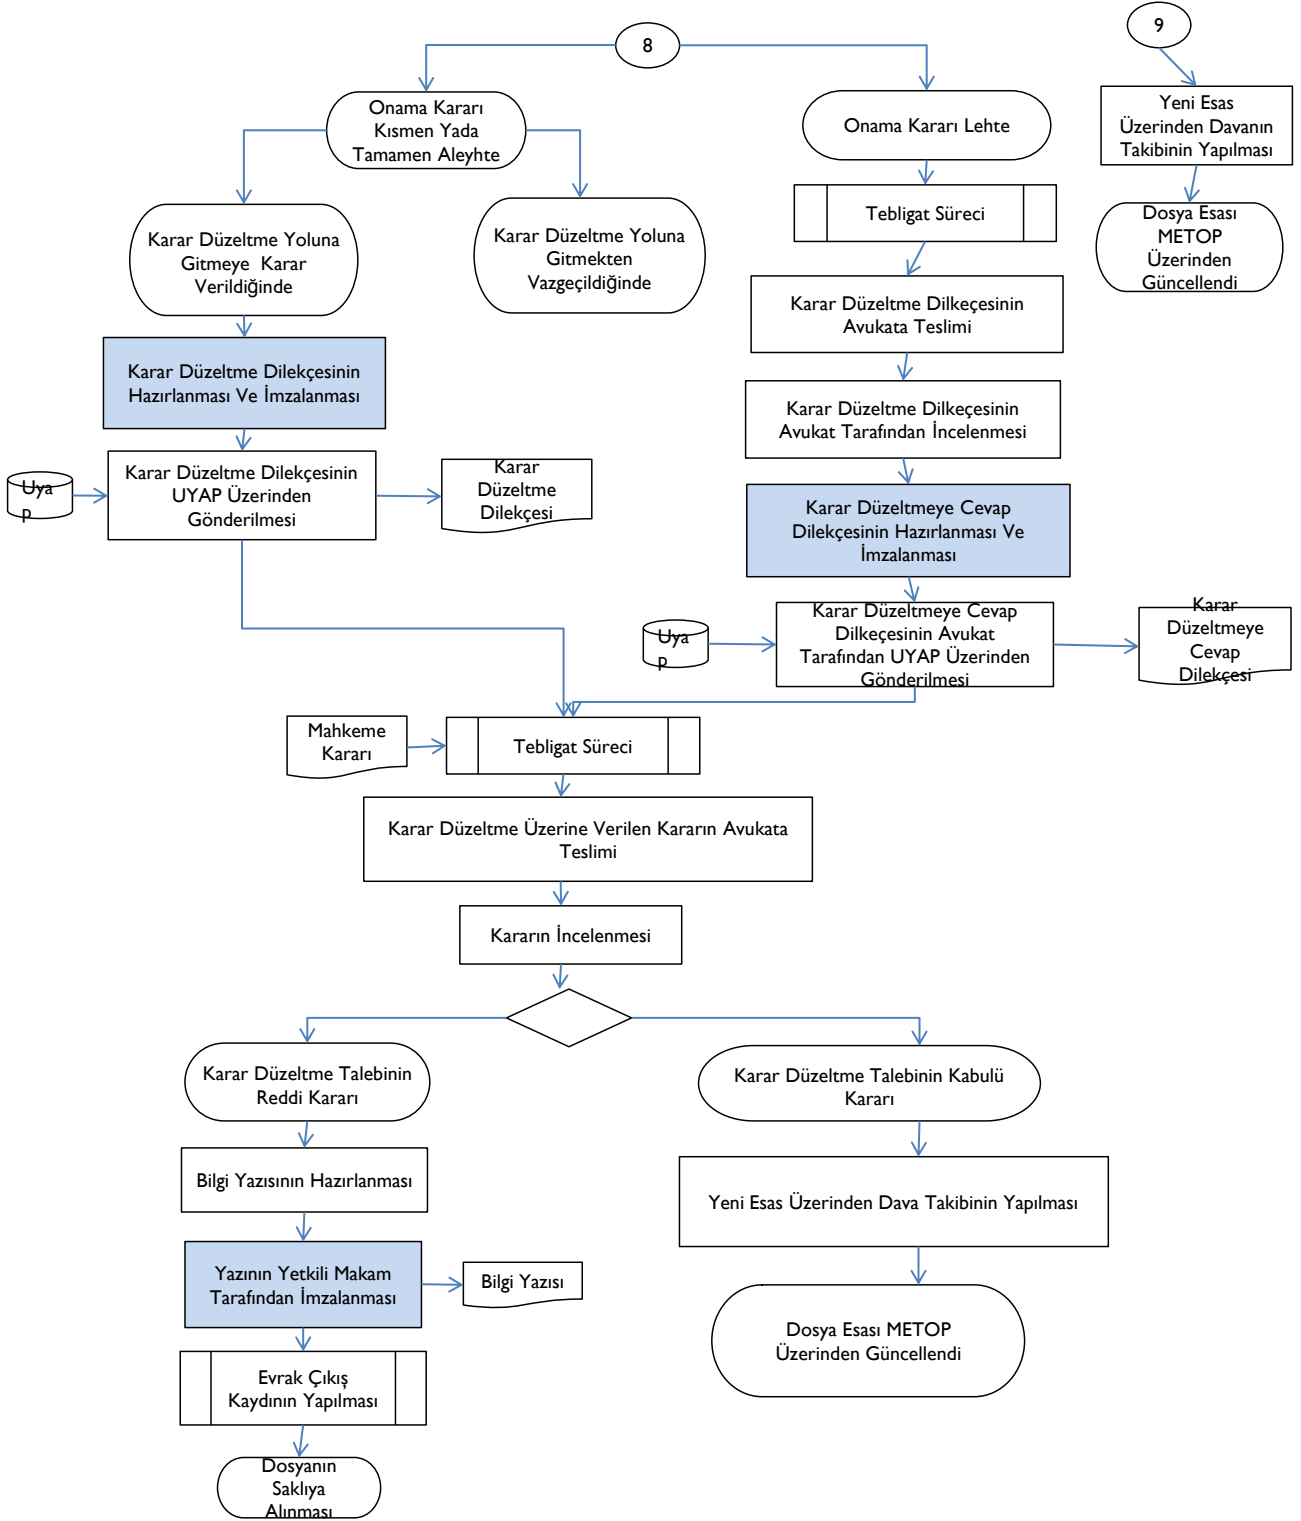 8
9
Onama Kararı
Kısmen Yada
Tamamen Aleyhte
Onama Kararı Lehte
Yeni Esas
Üzerinden Davanın
Takibinin Yapılması
Karar Düzeltme Yoluna
Gitmeye Karar
Verildiğinde
Karar Düzeltme Yoluna
Gitmekten
Vazgeçildiğinde
Tebligat Süreci
Dosya Esası
METOP
Üzerinden
Güncellendi
Karar Düzeltme Dilkeçesinin
Avukata Teslimi
Karar Düzeltme Dilekçesinin
Hazırlanması Ve İmzalanması
Karar Düzeltme Dilkeçesinin
Avukat Tarafından İncelenmesi
Uya
p
Karar Düzeltme Dilekçesinin
UYAP Üzerinden
Gönderilmesi
Karar
Düzeltme
Dilekçesi
Karar Düzeltmeye Cevap
Dilekçesinin Hazırlanması Ve
İmzalanması
Uya
p
Karar Düzeltmeye Cevap
Dilkeçesinin Avukat
Tarafından UYAP Üzerinden
Gönderilmesi
Karar
Düzeltmeye
Cevap
Dilekçesi
Mahkeme
Kararı
Tebligat Süreci
Karar Düzeltme Üzerine Verilen Kararın Avukata
Teslimi
Kararın İncelenmesi
Karar Düzeltme Talebinin
Reddi Kararı
Karar Düzeltme Talebinin Kabulü
Kararı
Bilgi Yazısının Hazırlanması
Yeni Esas Üzerinden Dava Takibinin Yapılması
Yazının Yetkili Makam
Tarafından İmzalanması
Bilgi Yazısı
Dosya Esası METOP
Üzerinden Güncellendi
Evrak Çıkış
Kaydının Yapılması
Dosyanın
Saklıya
Alınması